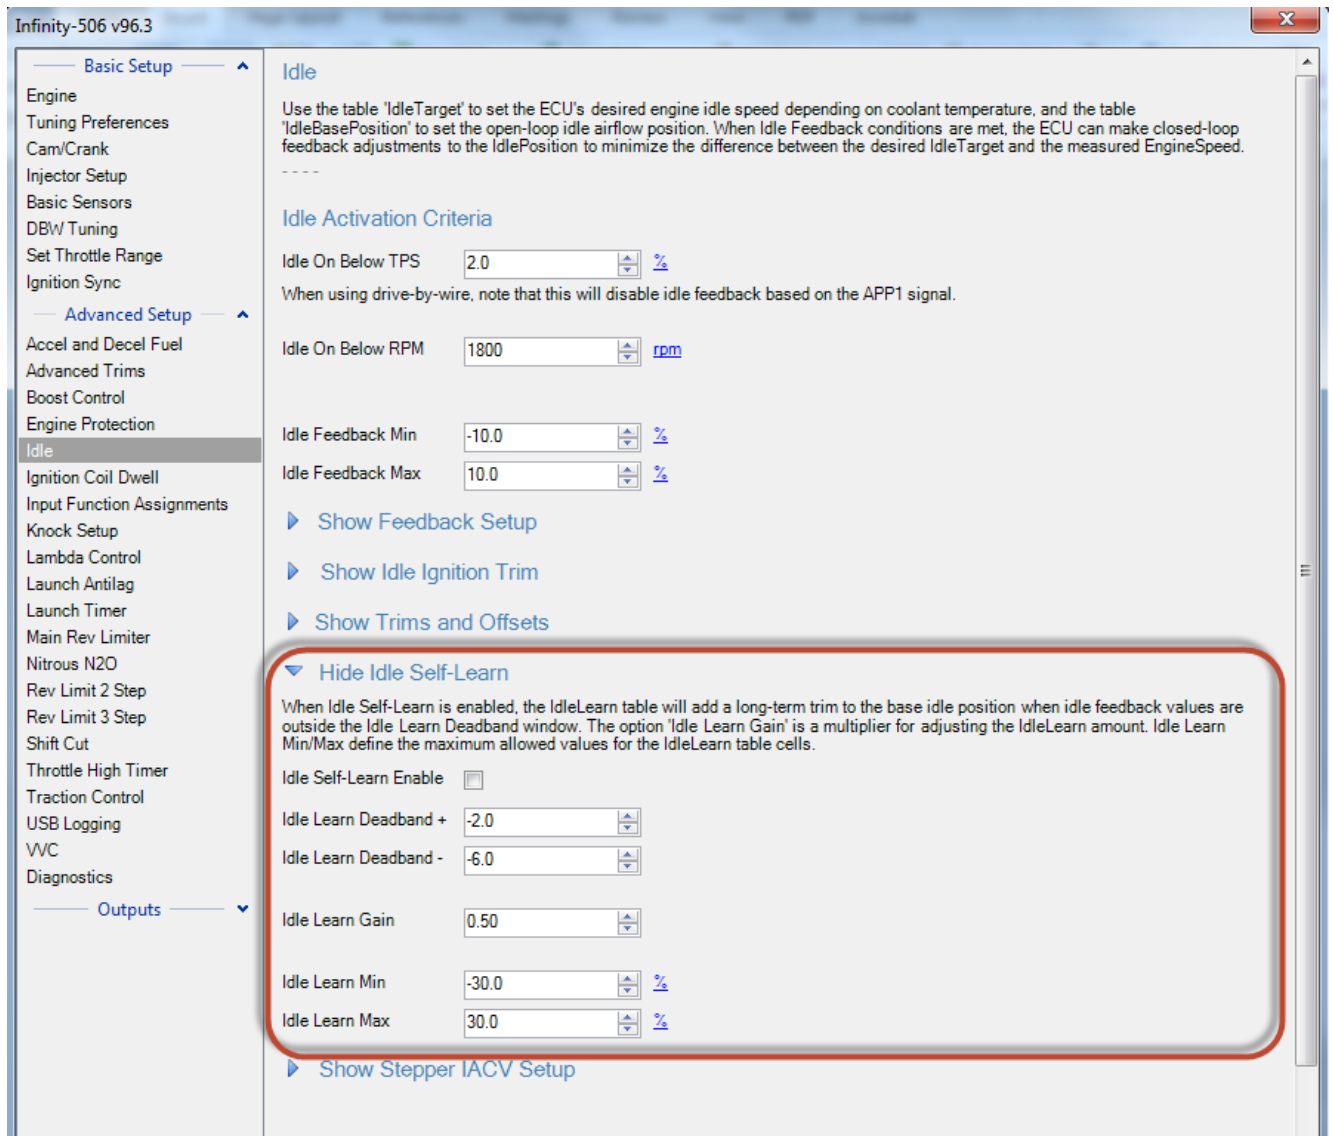 Infinity-506 v96.3
Basic Setup
Engine
Tuning Preferences
Cam/Crank
Injector Setup
Basic Sensors
DBW Tuning
Set Throttle Range
Ignition Sync
Advanced Setup
Accel and Decel Fuel
Advanced Trims
Boost Control
Engine Protection
Idle
Ignition Coil Dwell
Input Function Assignments
Knock Setup
Lambda Control
Launch Antilag
Launch Timer
Main Rev Limiter
Nitrous N2O
Rev Limit 2 Step
Rev Limit 3 Step
Shift Cut
Throttle High Timer
Traction Control
USB Logging
VVC
Diagnostics
Outputs
Idle
Use the table 'IdleTarget' to set the ECU's desired engine idle speed depending on coolant temperature, and the table
'IdleBasePosition' to set the open-loop idle airflow position. When Idle Feedback conditions are met, the ECU can make closed-loop
feedback adjustments to the IdlePosition to minimize the difference between the desired IdleTarget and the measured EngineSpeed.
- - - -
Idle Activation Criteria
Idle On Below TPS 2.0 %
When using drive-by-wire, note that this will disable idle feedback based on the APP1 signal.
Idle On Below RPM 1800 rpm
Idle Feedback Min -10.0 %
Idle Feedback Max 10.0 %
Show Feedback Setup
Show Idle Ignition Trim
Show Trims and Offsets
Hide Idle Self-Learn
When Idle Self-Learn is enabled, the IdleLearn table will add a long-term trim to the base idle position when idle feedback values are
outside the Idle Learn Deadband window. The option 'Idle Learn Gain' is a multiplier for adjusting the IdleLearn amount. Idle Learn
Min/Max define the maximum allowed values for the IdleLearn table cells.
Idle Self-Learn Enable
Idle Learn Deadband + -2.0
Idle Learn Deadband - -6.0
Idle Learn Gain 0.50
Idle Learn Min -30.0 %
Idle Learn Max 30.0 %
Show Stepper IACV Setup